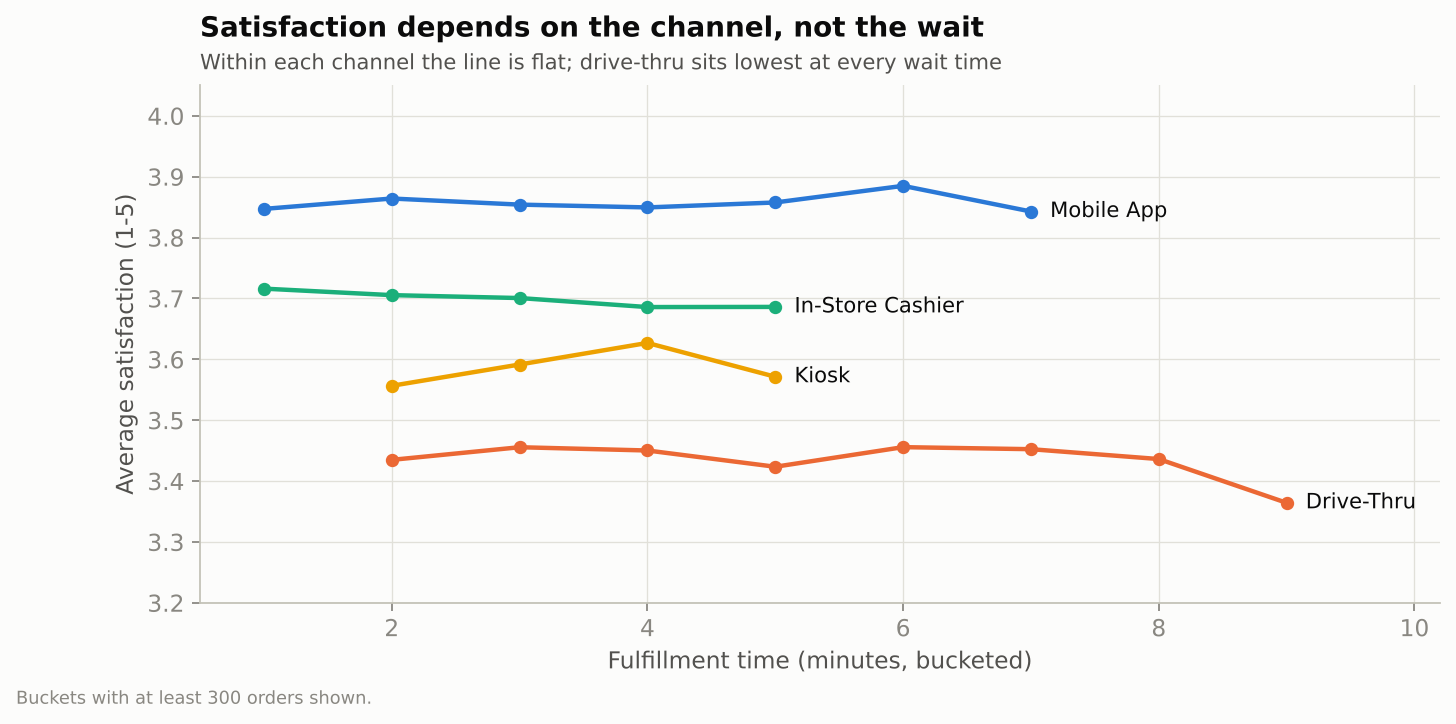 Satisfaction depends on the channel, not the wait
Within each channel the line is flat; drive-thru sits lowest at every wait time
4.0
3.9
3.8
3.7
3.6
3.5
3.4
3.3
3.2
Average satisfaction (1-5)
Mobile App
In-Store Cashier
Kiosk
Drive-Thru
2
4
6
8
10
Fulfillment time (minutes, bucketed)
Buckets with at least 300 orders shown.